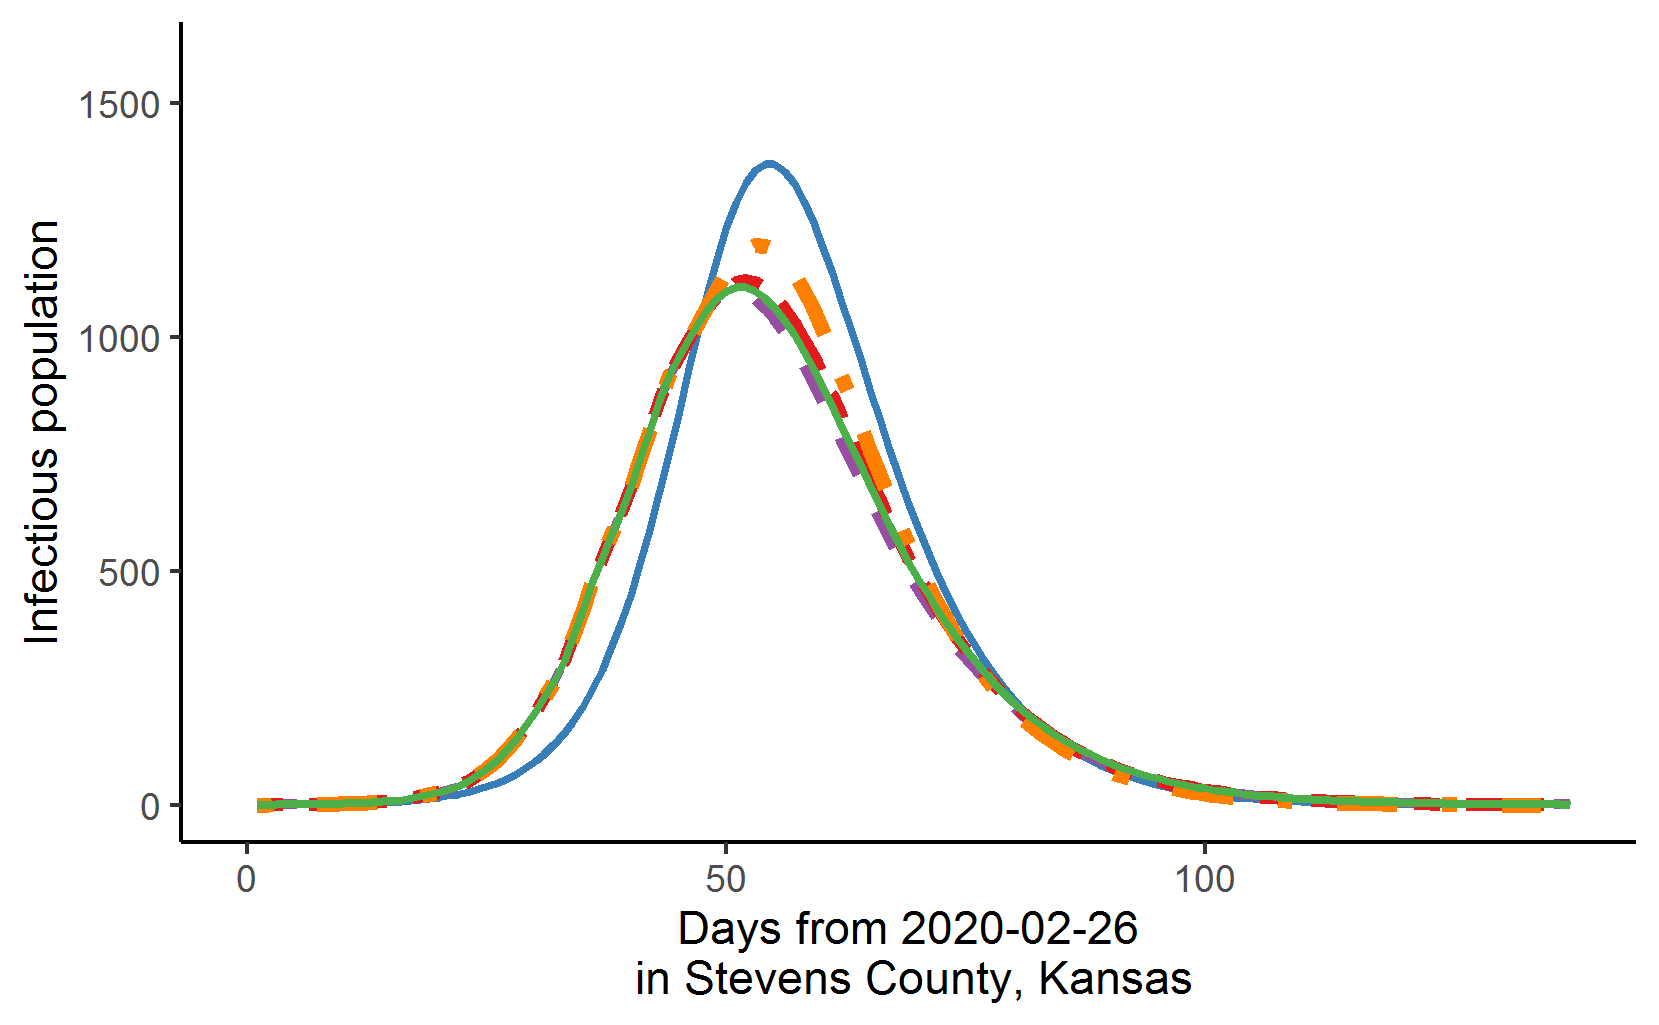 1500
1000
500
0
Infectious population
0 50 100
Days from 2020-02-26
in Stevens County, Kansas